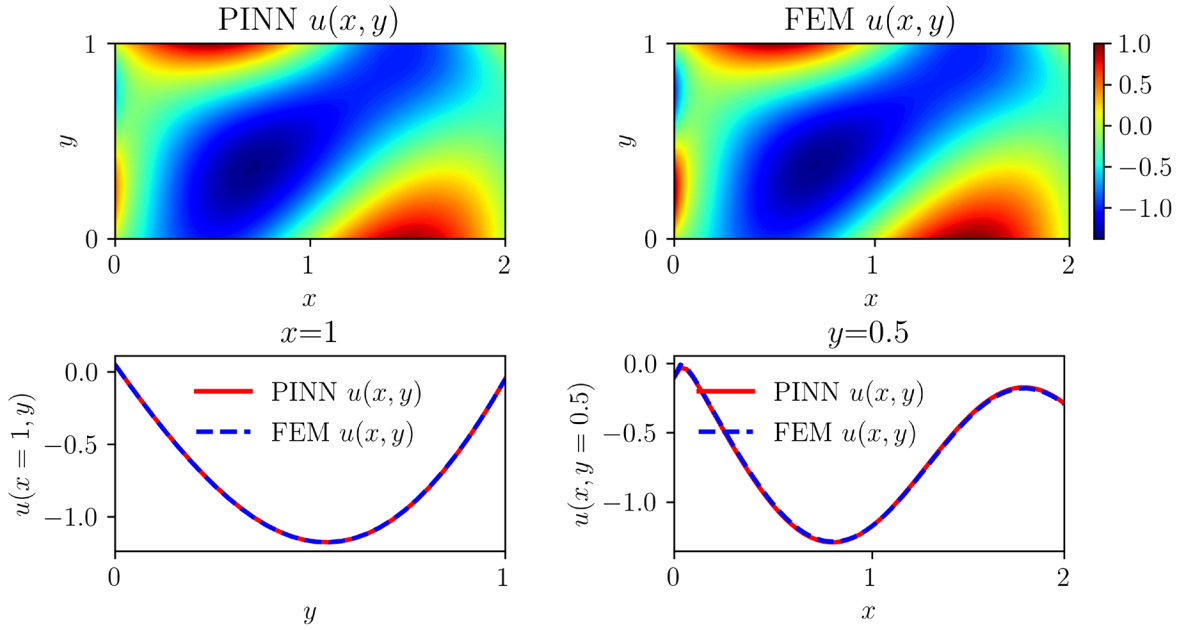 PINN u(x, y)
1
y
0
0
1
2
x
FEM u(x, y)
1
y
0
0
1
2
x
1.0
0.5
0.0
−0.5
−1.0
x=1
0.0
−0.5
−1.0
u(x = 1, y)
PINN u(x, y)
FEM u(x, y)
0
1
y
y=0.5
0.0
−0.5
−1.0
u(x, y = 0.5)
PINN u(x, y)
FEM u(x, y)
0
1
2
x